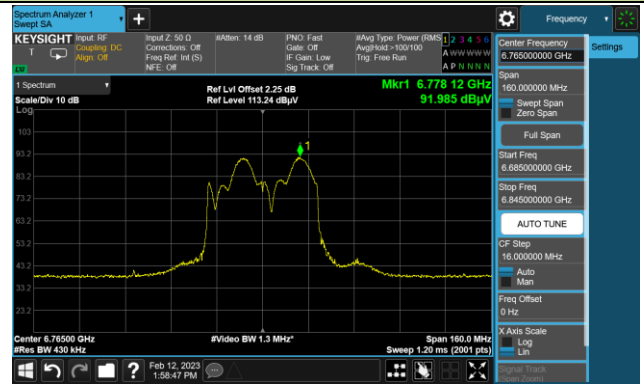 Spectrum Analyzer 1
Swept SA
Frequency
KEYSIGHT
Input: RF
Coupling: DC
Align: Off
Input Z: 50 Ω
Corrections: Off
Freq Ref: Int (S)
NFE: Off
#Atten: 14 dB
PNO: Fast
Gate: Off
IF Gain: Low
Sig Track: Off
#Avg Type: Power (RMS
Avg|Hold:>100/100
Trig: Free Run
1 2 3 4 5 6
A W W W W W
A P N N N N
1 Spectrum
Scale/Div 10 dB
Log
Ref Lvl Offset 2.25 dB
Ref Level 113.24 dBµV
Mkr1 6.778 12 GHz
91.985 dBµV
103
93.2
83.2
73.2
63.2
53.2
43.2
33.2
23.2
1
Center 6.76500 GHz
#Res BW 430 kHz
#Video BW 1.3 MHz*
Span 160.0 MHz
Sweep 1.20 ms (2001 pts)
Feb 12, 2023
1:58:47 PM
Center Frequency
6.765000000 GHz
Settings
Span
160.000000 MHz
Swept Span
Zero Span
Full Span
Start Freq
6.685000000 GHz
Stop Freq
6.845000000 GHz
AUTO TUNE
CF Step
16.000000 MHz
Auto
Man
Freq Offset
0 Hz
X Axis Scale
Log
Lin
Signal Track
(Span Zoom)